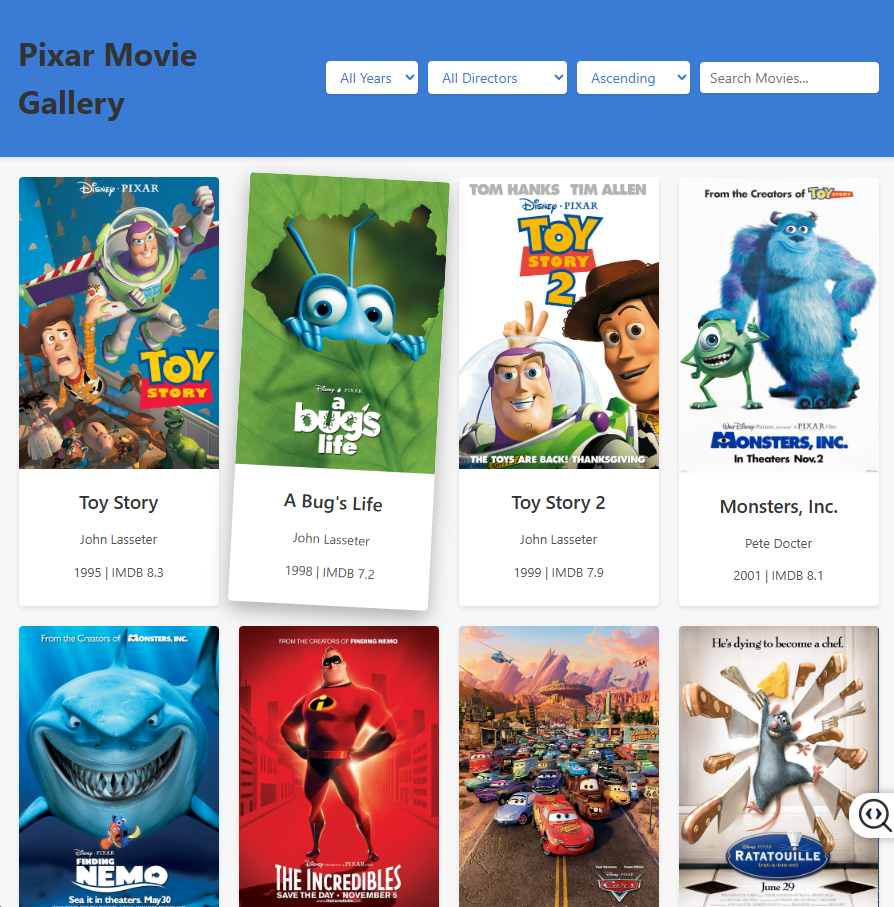 Pixar Movie
Gallery
All Years
All Directors
Ascending
Search Movies...
DISNEY · PIXAR
TOY
STORY
DISNEY · PIXAR
a
bug's
life
TOM HANKS TIM ALLEN
DISNEY · PIXAR
TOY
STORY
2
THE TOYS ARE BACK! THANKSGIVING
From the Creators of TOY STORY
Walt Disney Pictures presents A PIXAR Film
MONSTERS, INC.
In Theaters Nov.2
Toy Story
John Lasseter
1995 | IMDB 8.3
A Bug's Life
John Lasseter
1998 | IMDB 7.2
Toy Story 2
John Lasseter
1999 | IMDB 7.9
Monsters, Inc.
Pete Docter
2001 | IMDB 8.1
From the Creators of MONSTERS, INC.
DISNEY · PIXAR
FINDING
NEMO
Sea it in theaters. May30
FROM THE CREATORS OF FINDING NEMO
THE INCREDIBLES
SAVE THE DAY • NOVEMBER 5
DISNEY · PIXAR
Cars
He's dying to become a chef.
DISNEY · PIXAR
RATATOUILLE
(rat·a·too·ee)
June 29